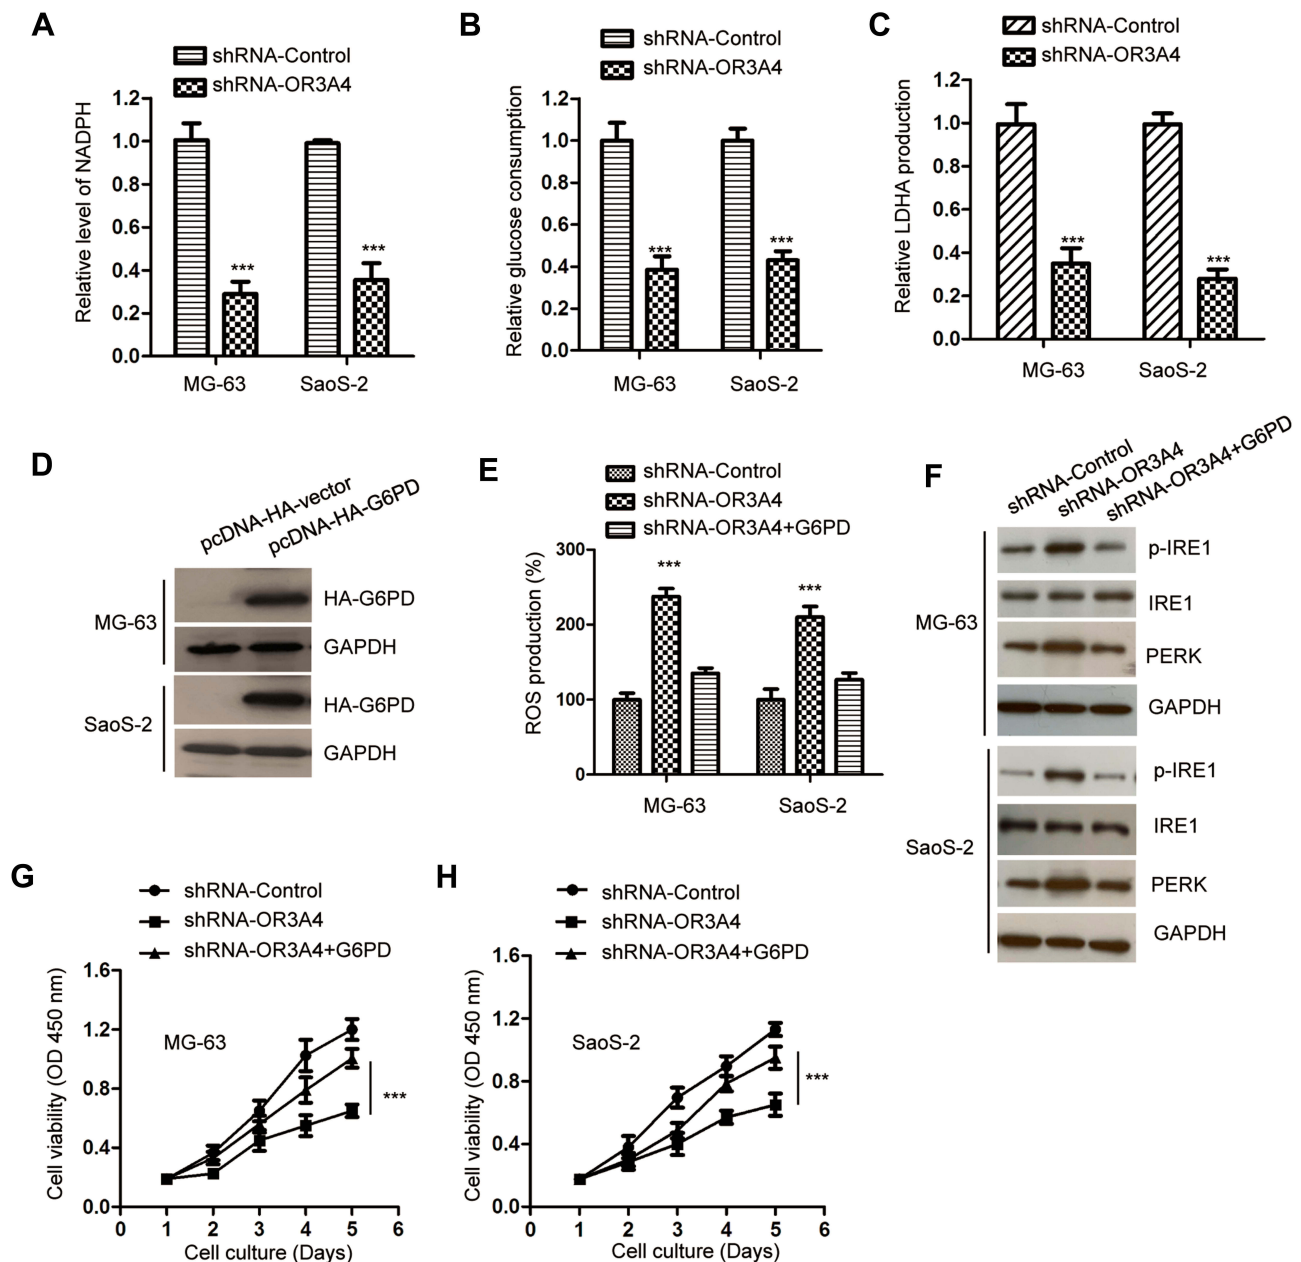 A
shRNA-Control
shRNA-OR3A4
Relative level of NADPH
1.2
1.0
0.8
0.6
0.4
0.2
0.0
***
***
MG-63
SaoS-2
B
shRNA-Control
shRNA-OR3A4
Relative glucose consumption
1.2
1.0
0.8
0.6
0.4
0.2
0.0
***
***
MG-63
SaoS-2
C
shRNA-Control
shRNA-OR3A4
Relative LDHA production
1.2
1.0
0.8
0.6
0.4
0.2
0.0
***
***
MG-63
SaoS-2
D
pcDNA-HA-vector
pcDNA-HA-G6PD
MG-63
HA-G6PD
GAPDH
SaoS-2
HA-G6PD
GAPDH
E
shRNA-Control
shRNA-OR3A4
shRNA-OR3A4+G6PD
ROS production (%)
300
200
100
0
***
***
MG-63
SaoS-2
F
shRNA-Control
shRNA-OR3A4
shRNA-OR3A4+G6PD
MG-63
p-IRE1
IRE1
PERK
GAPDH
SaoS-2
p-IRE1
IRE1
PERK
GAPDH
G
shRNA-Control
shRNA-OR3A4
shRNA-OR3A4+G6PD
Cell viability (OD 450 nm)
1.6
1.2
0.8
0.4
0.0
MG-63
***
0 1 2 3 4 5 6
Cell culture (Days)
H
shRNA-Control
shRNA-OR3A4
shRNA-OR3A4+G6PD
Cell viability (OD 450 nm)
1.6
1.2
0.8
0.4
0.0
SaoS-2
***
0 1 2 3 4 5 6
Cell culture (Days)